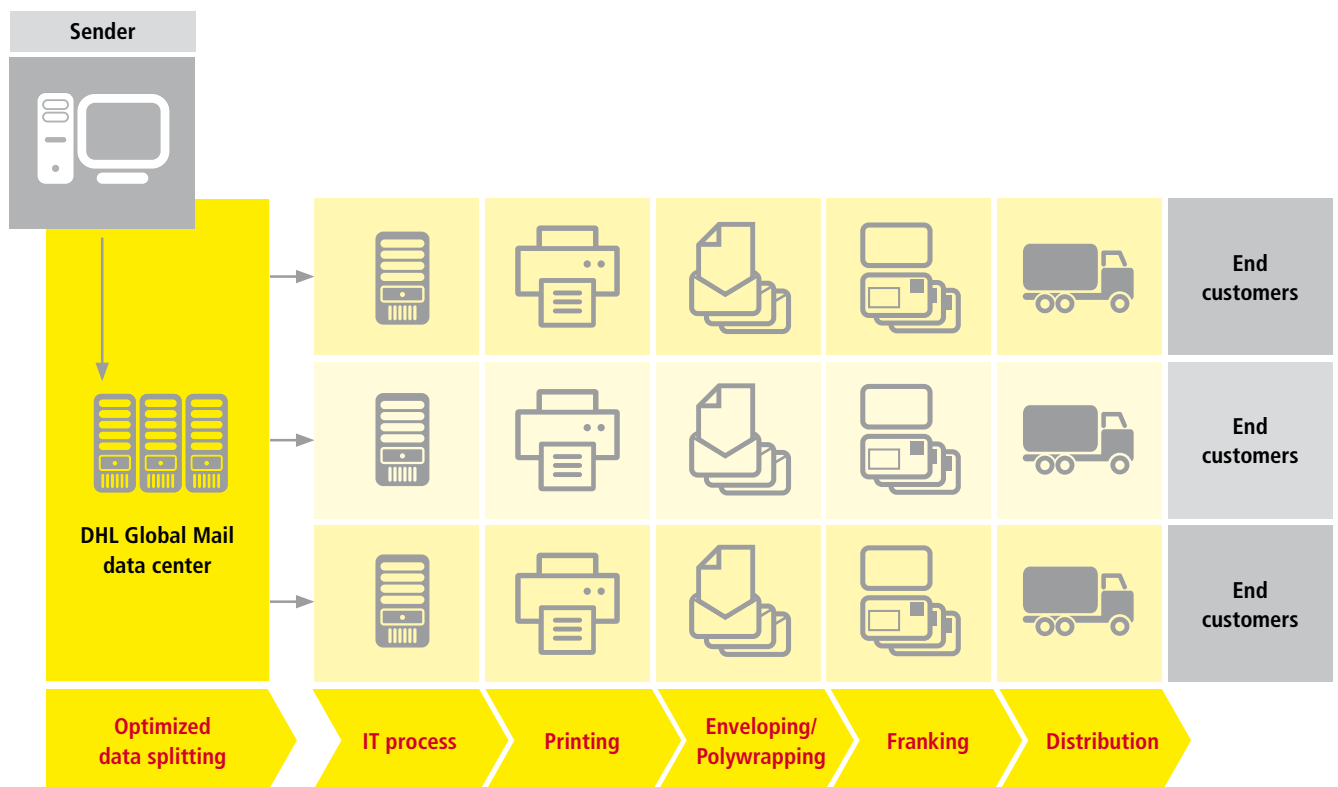 Sender
End
customers
End
customers
DHL Global Mail
data center
End
customers
Optimized
data splitting
IT process
Printing
Enveloping/
Polywrapping
Franking
Distribution